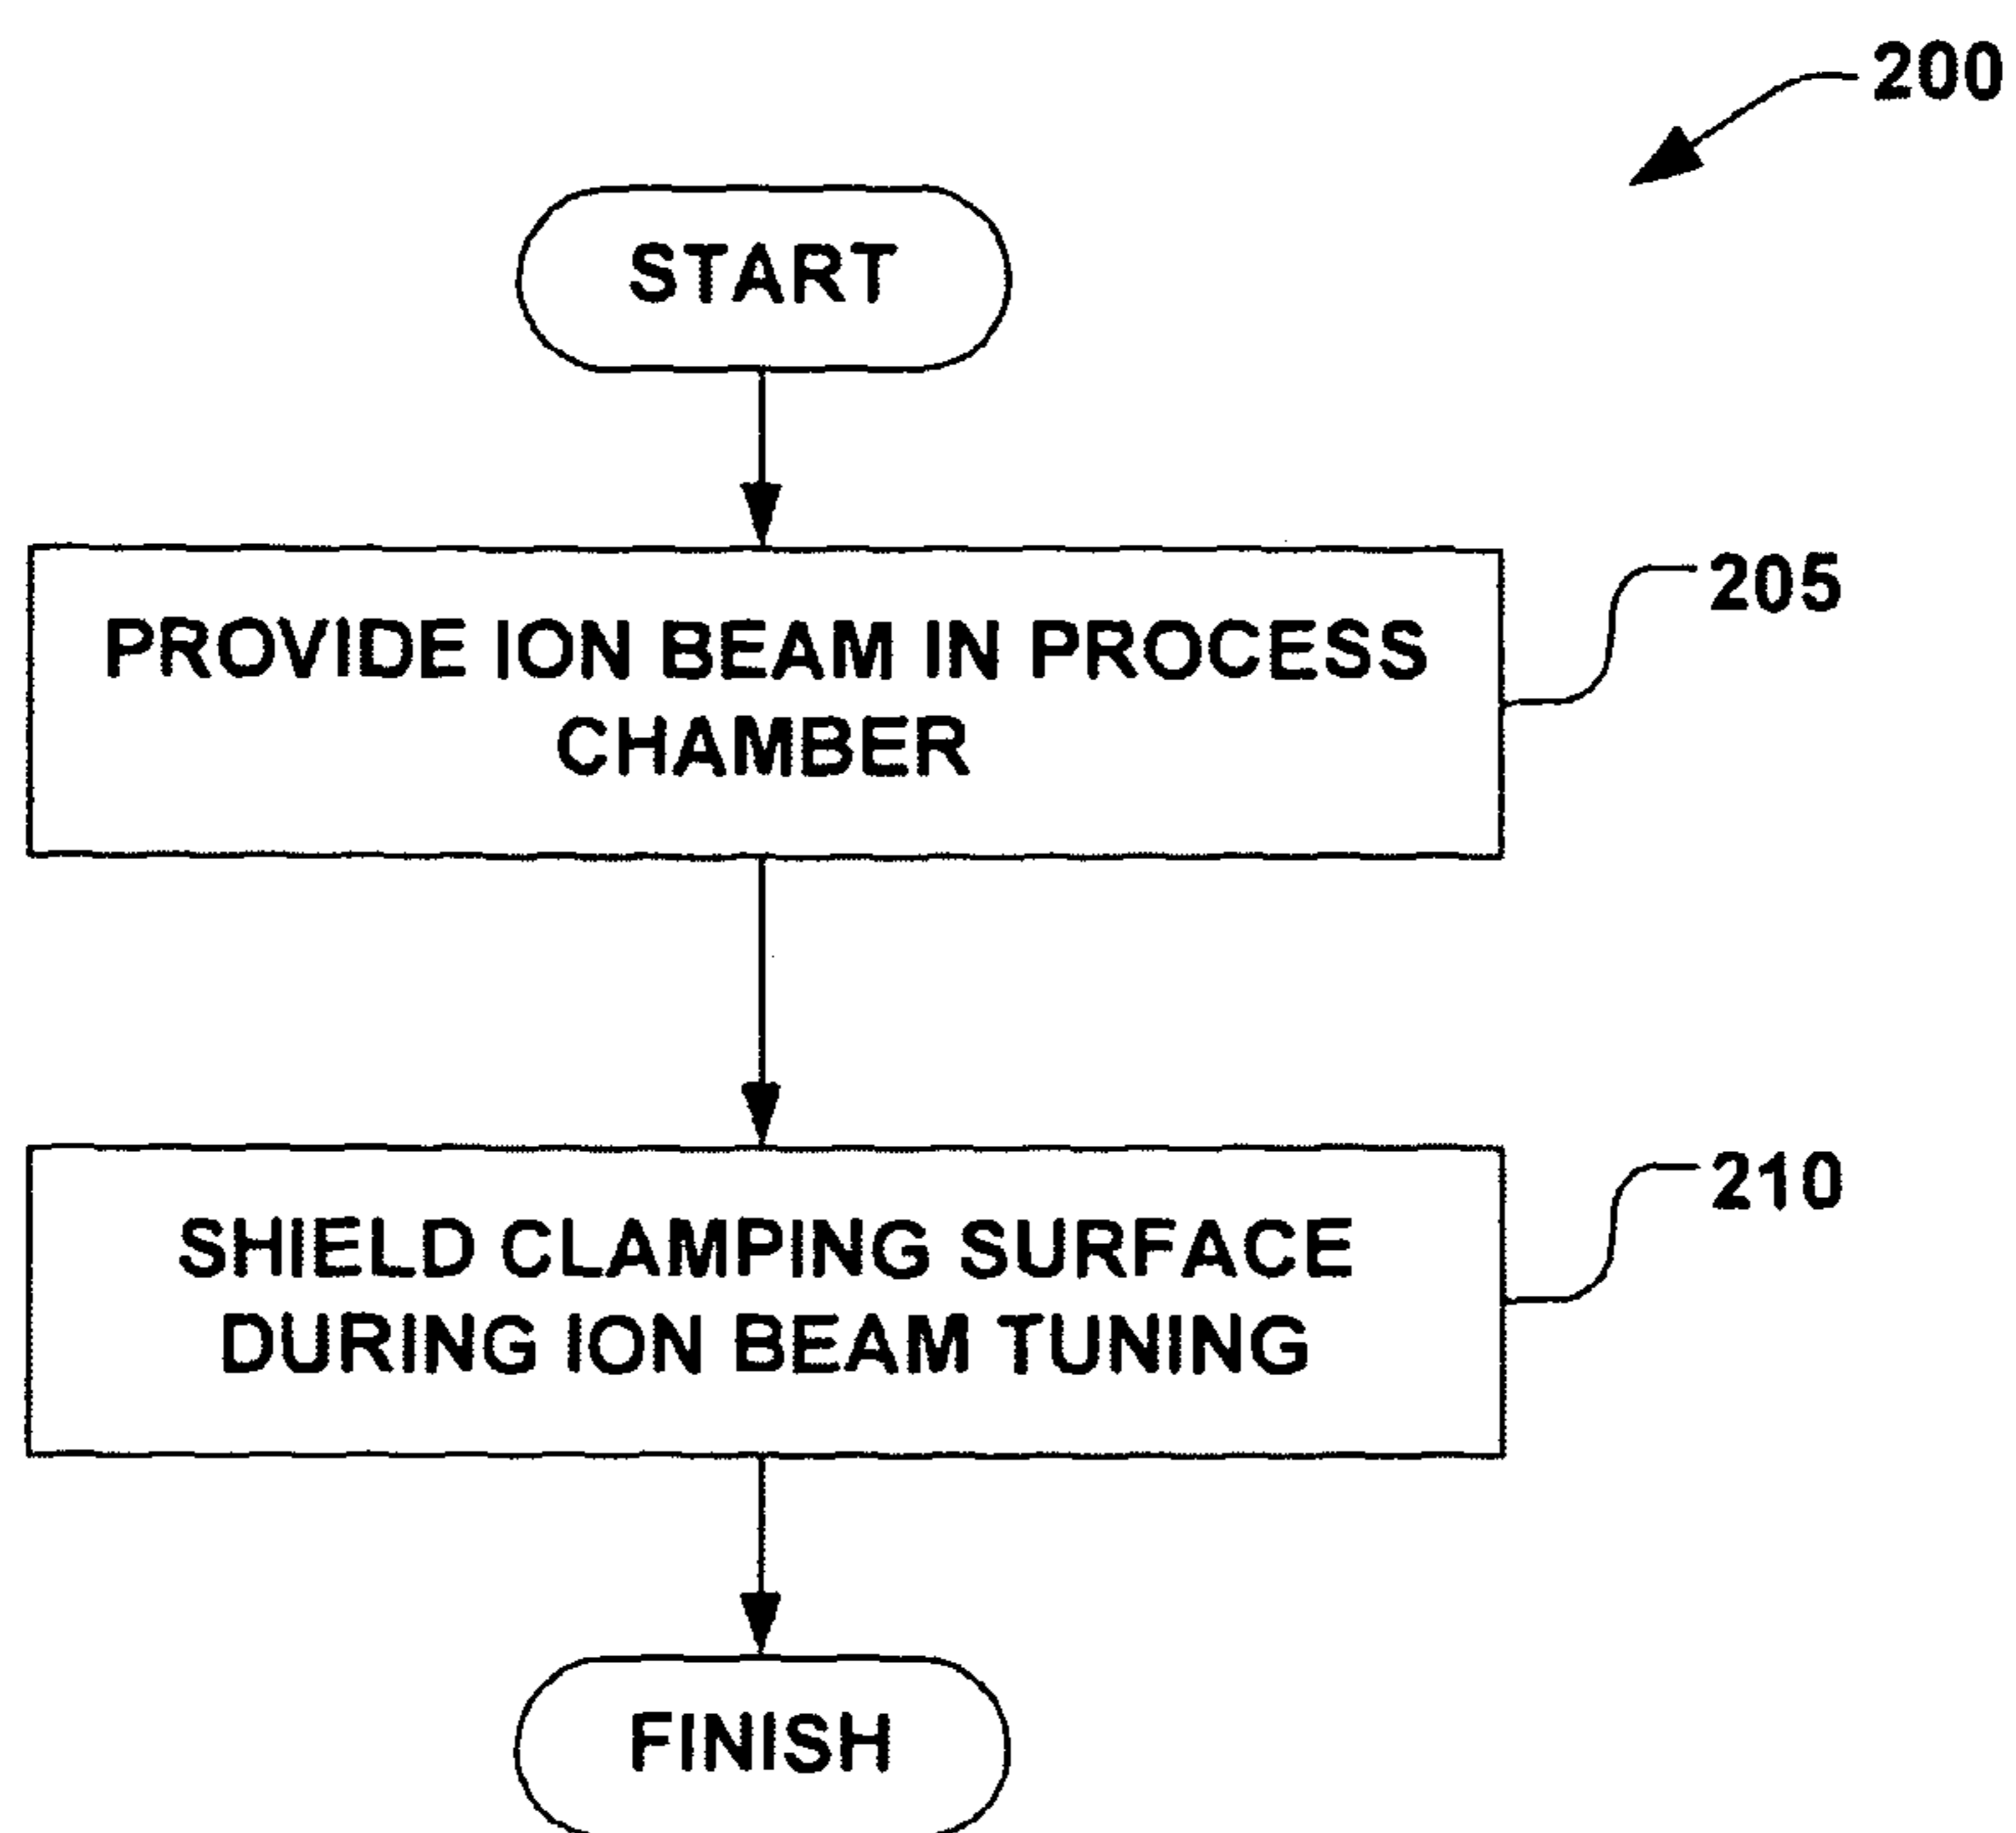 200
START
PROVIDE ION BEAM IN PROCESS
CHAMBER
205
SHIELD CLAMPING SURFACE
DURING ION BEAM TUNING
210
FINISH